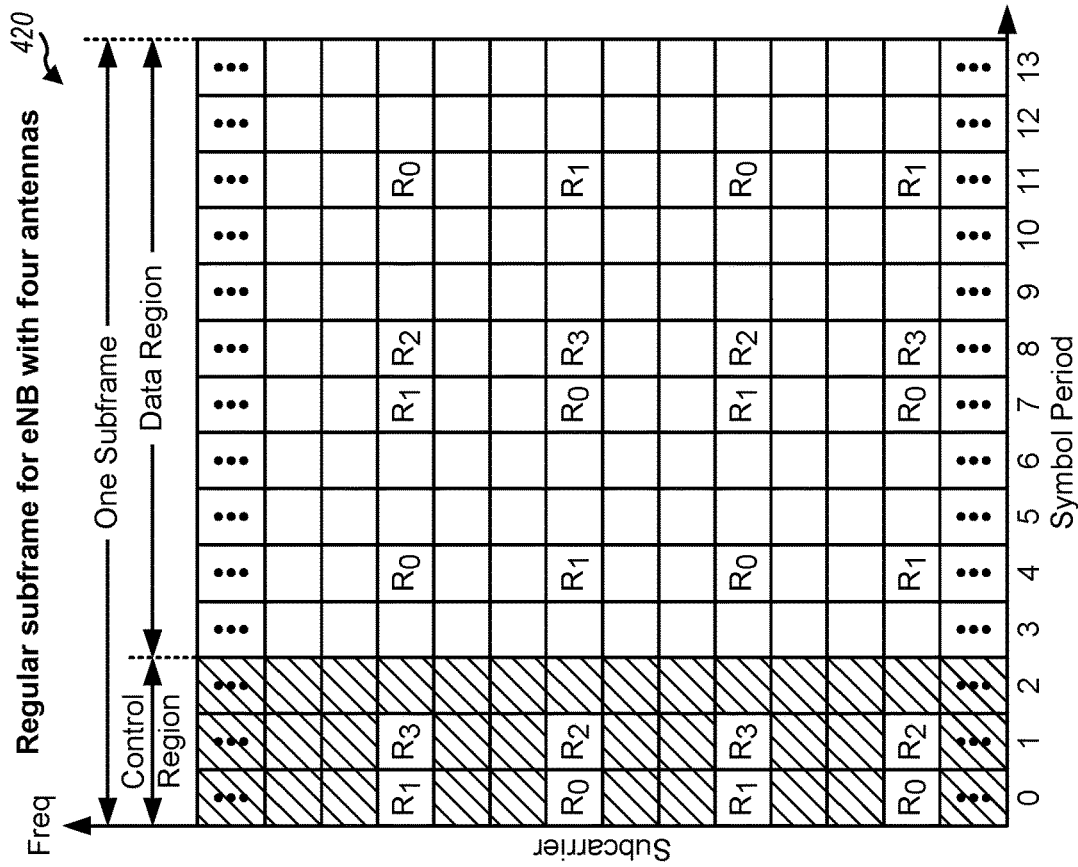 Regular subframe for eNB with four antennas 420
Freq
One Subframe
Control Region
Data Region
••• ••• ••• ••• ••• ••• ••• ••• ••• ••• ••• ••• ••• •••
R1 R3 R0 R1 R2 R0
R0 R2 R1 R0 R3 R1
R1 R3 R0 R1 R2 R0
R0 R2 R1 R0 R3 R1
••• ••• ••• ••• ••• ••• ••• ••• ••• ••• ••• ••• ••• •••
0 1 2 3 4 5 6 7 8 9 10 11 12 13
Symbol Period
Subcarrier